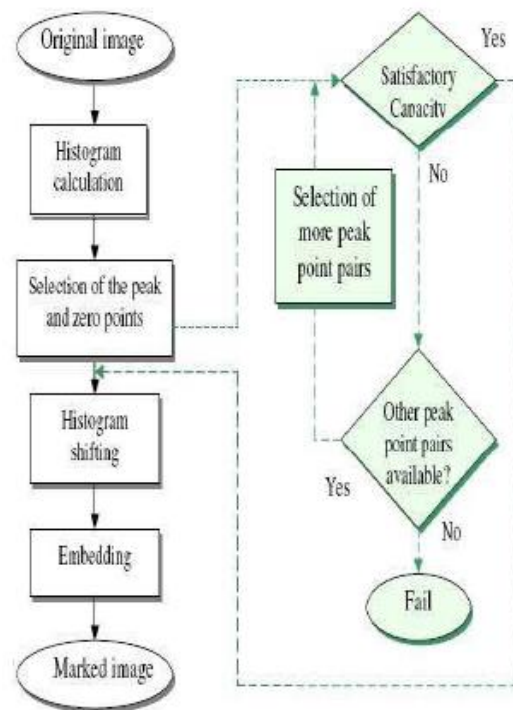 Original image
Histogram
calculation
Selection of the peak
and zero points
Histogram
shifting
Embedding
Marked image
Satisfactory
Capacity
Yes
No
Selection of
more peak
point pairs
Other peak
point pairs
available?
Yes
No
Fail